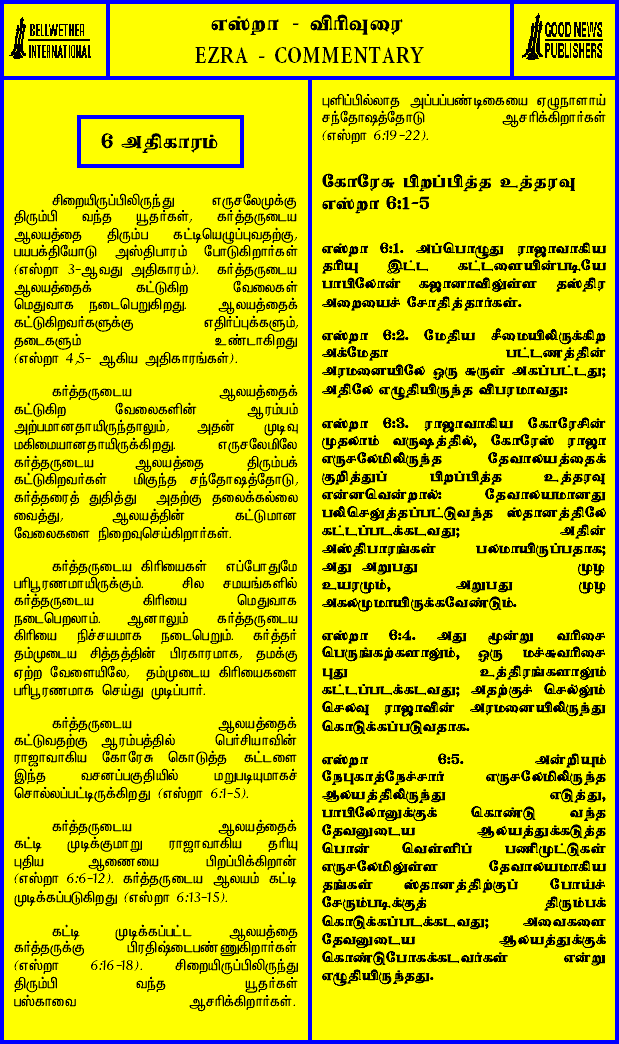 BELLWETHER
INTERNATIONAL
எஸ்றா - விரிவுரை
EZRA - COMMENTARY
GOOD NEWS
PUBLISHERS
6 அதிகாரம்
சிறையிருப்பிலிருந்து எருசலேமுக்கு
திரும்பி வந்த யூதர்கள், கர்த்தருடைய
ஆலயத்தை திரும்ப கட்டியெழுப்புவதற்கு,
பயபக்தியோடு அஸ்திபாரம் போடுகிறார்கள்
(எஸ்றா 3-ஆவது அதிகாரம்). கர்த்தருடைய
ஆலயத்தைக் கட்டுகிற வேலைகள்
மெதுவாக நடைபெறுகிறது. ஆலயத்தைக்
கட்டுகிறவர்களுக்கு எதிர்ப்புக்களும்,
தடைகளும் உண்டாகிறது
(எஸ்றா 4,5- ஆகிய அதிகாரங்கள்).
கர்த்தருடைய ஆலயத்தைக்
கட்டுகிற வேலைகளின் ஆரம்பம்
அற்பமானதாயிருந்தாலும், அதன் முடிவு
மகிமையானதாயிருக்கிறது. எருசலேமிலே
கர்த்தருடைய ஆலயத்தை திரும்பக்
கட்டுகிறவர்கள் மிகுந்த சந்தோஷத்தோடு,
கர்த்தரைத் துதித்து அதற்கு தலைக்கல்லை
வைத்து, ஆலயத்தின் கட்டுமான
வேலைகளை நிறைவுசெய்கிறார்கள்.
கர்த்தருடைய கிரியைகள் எப்போதுமே
பரிபூரணமாயிருக்கும். சில சமயங்களில்
கர்த்தருடைய கிரியை மெதுவாக
நடைபெறலாம். ஆனாலும் கர்த்தருடைய
கிரியை நிச்சயமாக நடைபெறும். கர்த்தர்
தம்முடைய சித்தத்தின் பிரகாரமாக, தமக்கு
ஏற்ற வேளையிலே, தம்முடைய கிரியைகளை
பரிபூரணமாக செய்து முடிப்பார்.
கர்த்தருடைய ஆலயத்தைக்
கட்டுவதற்கு ஆரம்பத்தில் பெர்சியாவின்
ராஜாவாகிய கோரேசு கொடுத்த கட்டளை
இந்த வசனப்பகுதியில் மறுபடியுமாகச்
சொல்லப்பட்டிருக்கிறது (எஸ்றா 6:1-5).
கர்த்தருடைய ஆலயத்தைக்
கட்டி முடிக்குமாறு ராஜாவாகிய தரியு
புதிய ஆணையை பிறப்பிக்கிறான்
(எஸ்றா 6:6-12). கர்த்தருடைய ஆலயம் கட்டி
முடிக்கப்படுகிறது (எஸ்றா 6:13-15).
கட்டி முடிக்கப்பட்ட ஆலயத்தை
கர்த்தருக்கு பிரதிஷ்டைபண்ணுகிறார்கள்
(எஸ்றா 6:16-18). சிறையிருப்பிலிருந்து
திரும்பி வந்த யூதர்கள்
பஸ்காவை ஆசரிக்கிறார்கள்.
புளிப்பில்லாத அப்பப்பண்டிகையை ஏழுநாளாய்
சந்தோஷத்தோடு ஆசரிக்கிறார்கள்
(எஸ்றா 6:19-22).
கோரேசு பிறப்பித்த உத்தரவு
எஸ்றா 6:1-5
எஸ்றா 6:1. அப்பொழுது ராஜாவாகிய
தரியு இட்ட கட்டளையின்படியே
பாபிலோன் கஜானாவிலுள்ள தஸ்திர
அறையைச் சோதித்தார்கள்.
எஸ்றா 6:2. மேதிய சீமையிலிருக்கிற
அக்மேதா பட்டணத்தின்
அரமனையிலே ஒரு சுருள் அகப்பட்டது;
அதிலே எழுதியிருந்த விபரமாவது:
எஸ்றா 6:3. ராஜாவாகிய கோரேசின்
முதலாம் வருஷத்தில், கோரேஸ் ராஜா
எருசலேமிலிருந்த தேவாலயத்தைக்
குறித்துப் பிறப்பித்த உத்தரவு
என்னவென்றால்: தேவாலயமானது
பலிசெலுத்தப்பட்டுவந்த ஸ்தானத்திலே
கட்டப்படக்கடவது; அதின்
அஸ்திபாரங்கள் பலமாயிருப்பதாக;
அது அறுபது முழ
உயரமும், அறுபது முழ
அகலமுமாயிருக்கவேண்டும்.
எஸ்றா 6:4. அது மூன்று வரிசை
பெருங்கற்களாலும், ஒரு மச்சுவரிசை
புது உத்திரங்களாலும்
கட்டப்படக்கடவது; அதற்குச் செல்லும்
செலவு ராஜாவின் அரமனையிலிருந்து
கொடுக்கப்படுவதாக.
எஸ்றா 6:5. அன்றியும்
நேபுகாத்நேச்சார் எருசலேமிலிருந்த
ஆலயத்திலிருந்து எடுத்து,
பாபிலோனுக்குக் கொண்டு வந்த
தேவனுடைய ஆலயத்துக்கடுத்த
பொன் வெள்ளிப் பணிமுட்டுகள்
எருசலேமிலுள்ள தேவாலயமாகிய
தங்கள் ஸ்தானத்திற்குப் போய்ச்
சேரும்படிக்குத் திரும்பக்
கொடுக்கப்படக்கடவது; அவைகளை
தேவனுடைய ஆலயத்துக்குக்
கொண்டுபோகக்கடவர்கள் என்று
எழுதியிருந்தது.